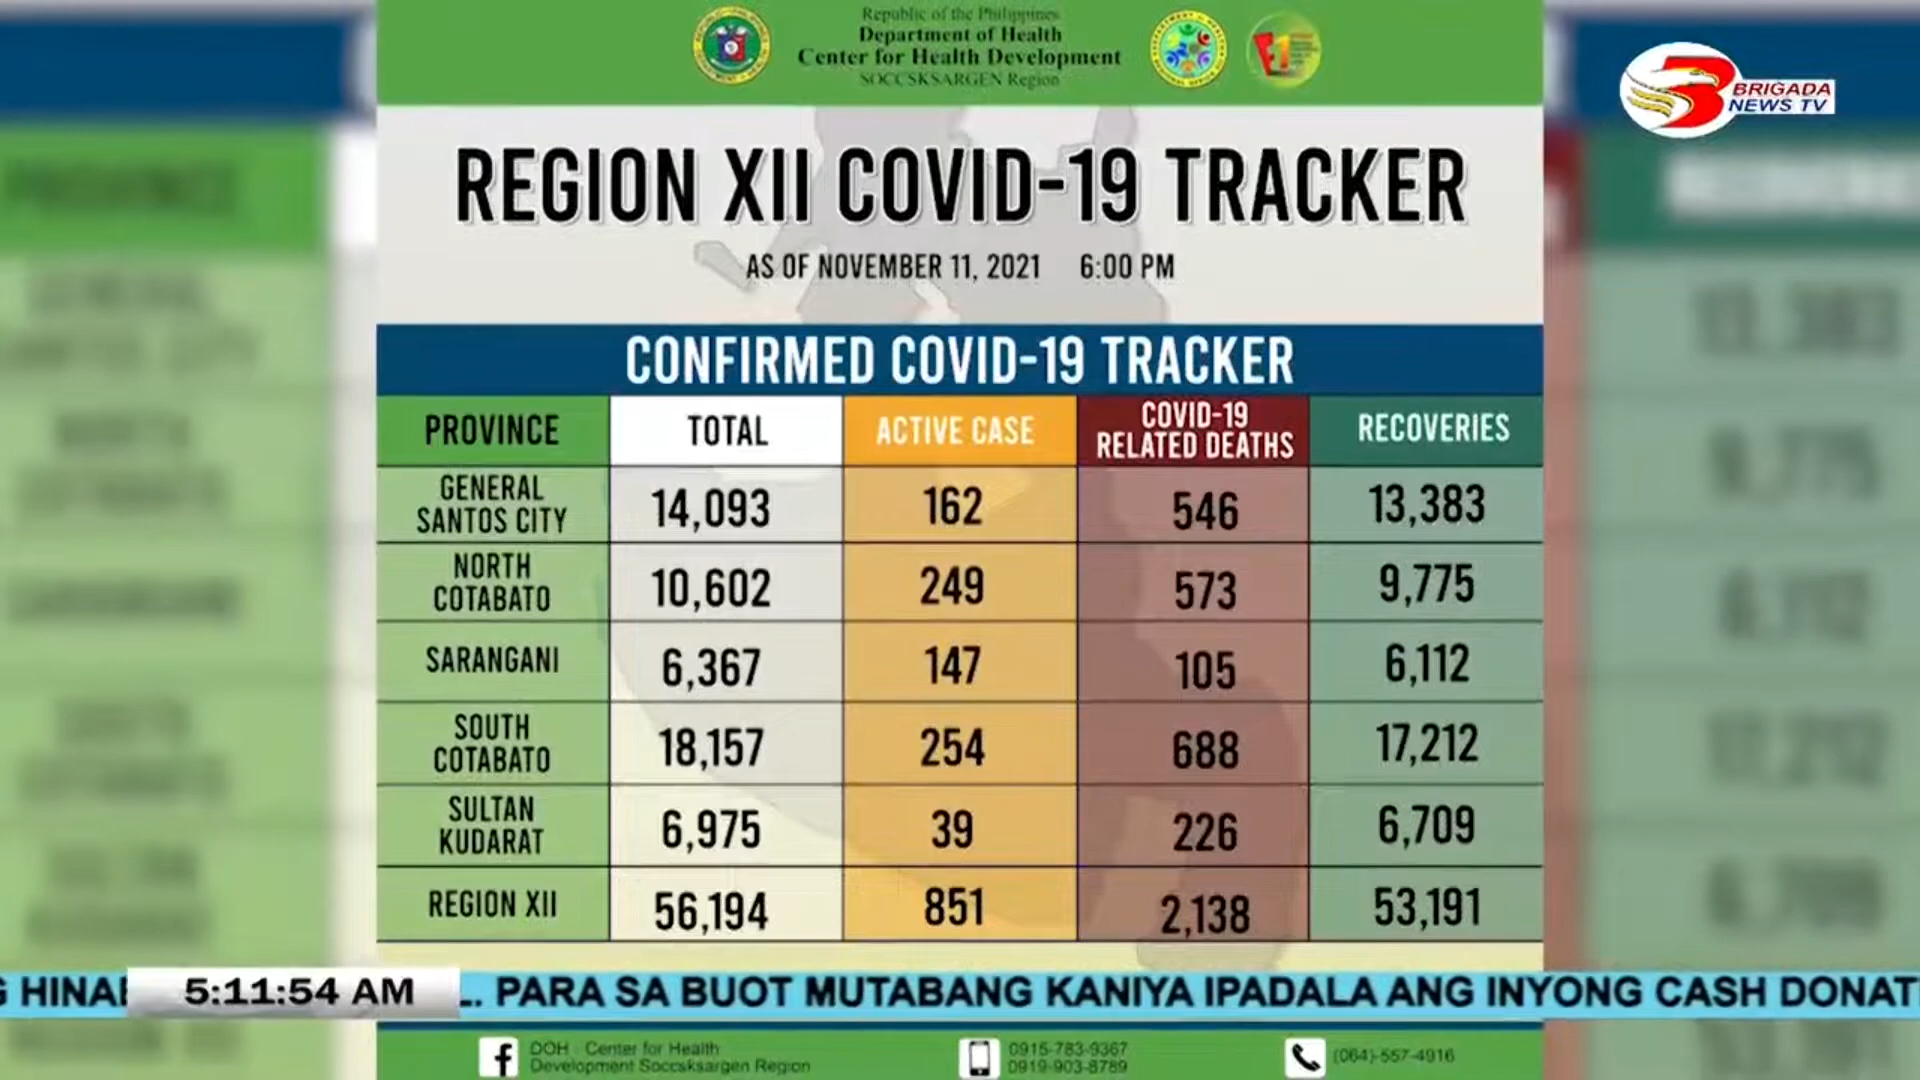 Republic of the Philippines
Department of Health
Center for Health Development
SOCCSKSARGEN Region
BRIGADA
NEWS TV
REGION XII COVID-19 TRACKER
AS OF NOVEMBER 11, 2021 6:00 PM
CONFIRMED COVID-19 TRACKER
PROVINCE TOTAL ACTIVE CASE COVID-19 RELATED DEATHS RECOVERIES
GENERAL SANTOS CITY 14,093 162 546 13,383
NORTH COTABATO 10,602 249 573 9,775
SARANGANI 6,367 147 105 6,112
SOUTH COTABATO 18,157 254 688 17,212
SULTAN KUDARAT 6,975 39 226 6,709
REGION XII 56,194 851 2,138 53,191
G HINA 5:11:54 AM L. PARA SA BUOT MUTABANG KANIYA IPADALA ANG INYONG CASH DONAT
DOH - Center for Health
Development Soccsksargen Region
0915-783-9367
0919-903-8789
(064)-557-4916